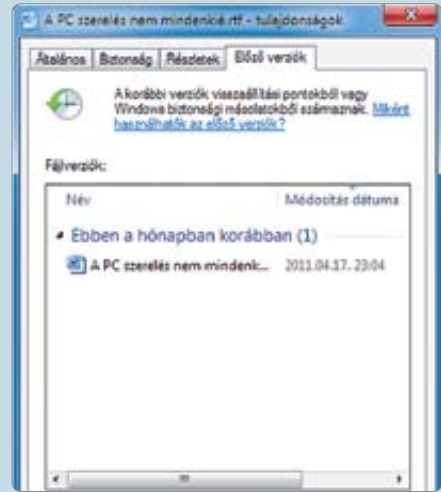 A PC szerelés nem mindenkié.rtf - tulajdonságok
Általános Biztonság Részletek Előző verziók
A korábbi verziók visszaállítási pontokból vagy
Windows biztonsági másolatokból származnak. Miként
használhatók az előző verziók?
Fájlverziók:
Név Módosítás dátuma
Ebben a hónapban korábban (1)
A PC szerelés nem mindenk... 2011.04.17. 23:04